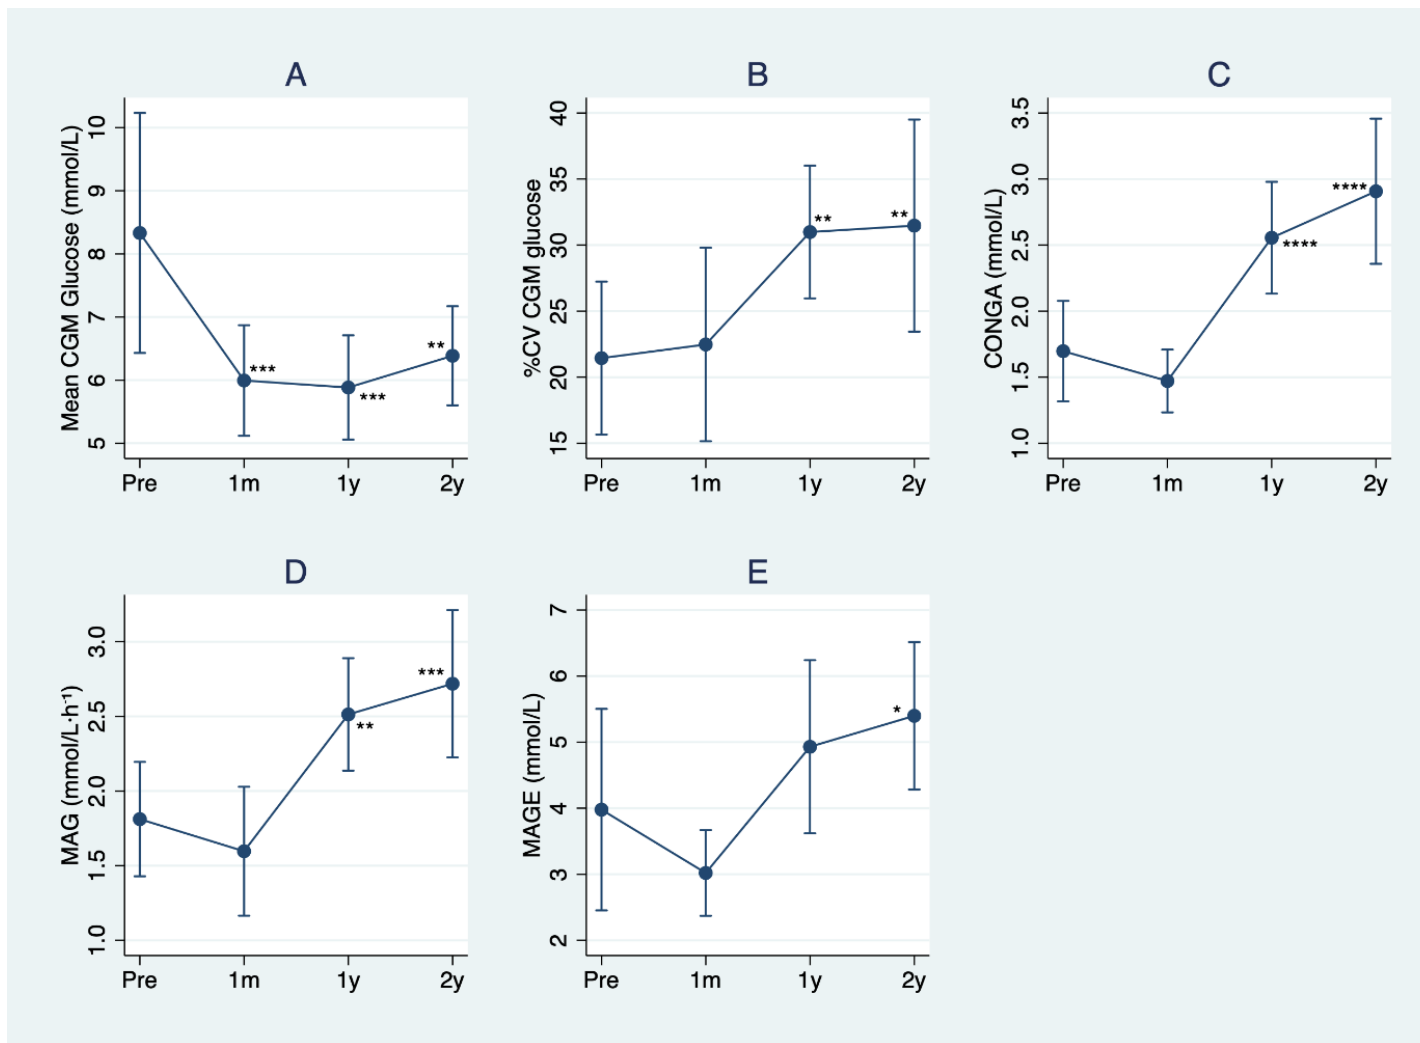 A
Mean CGM Glucose (mmol/L)
10
9
8
7
6
5
***
***
**
Pre 1m 1y 2y
B
%CV CGM glucose
40
35
30
25
20
15
**
**
Pre 1m 1y 2y
C
CONGA (mmol/L)
3.5
3.0
2.5
2.0
1.5
1.0
****
****
Pre 1m 1y 2y
D
MAG (mmol/L·h⁻¹)
3.0
2.5
2.0
1.5
1.0
***
**
Pre 1m 1y 2y
E
MAGE (mmol/L)
7
6
5
4
3
2
*
Pre 1m 1y 2y